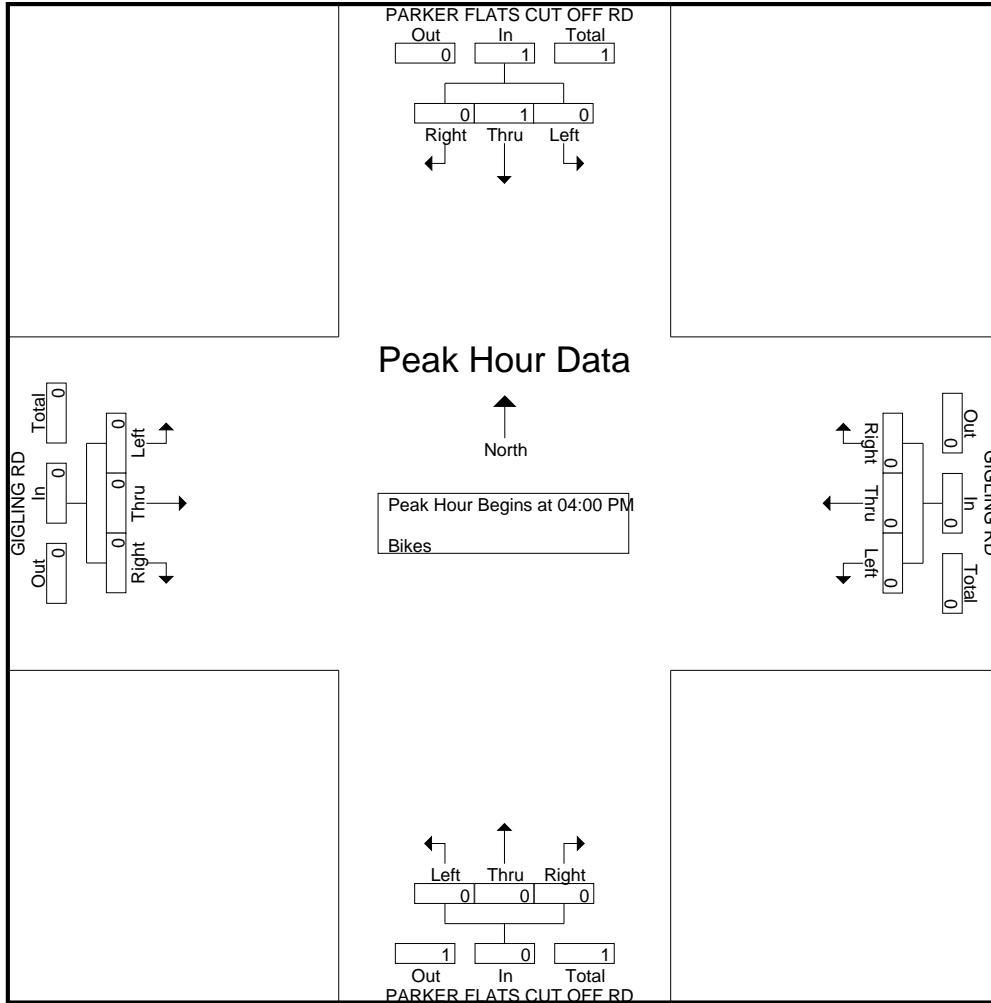 PARKER FLATS CUT OFF RD
Out In Total
0 1 1
0 1 0
Right Thru Left
Peak Hour Data
North
Peak Hour Begins at 04:00 PM
Bikes
GIGLING RD
Total In Out
0 0 0
0 0 0
Left Thru Right
Right Thru Left
0 0 0
Out In Total
0 0 0
GIGLING RD
Left Thru Right
0 0 0
1 0 1
Out In Total
PARKER FLATS CUT OFF RD